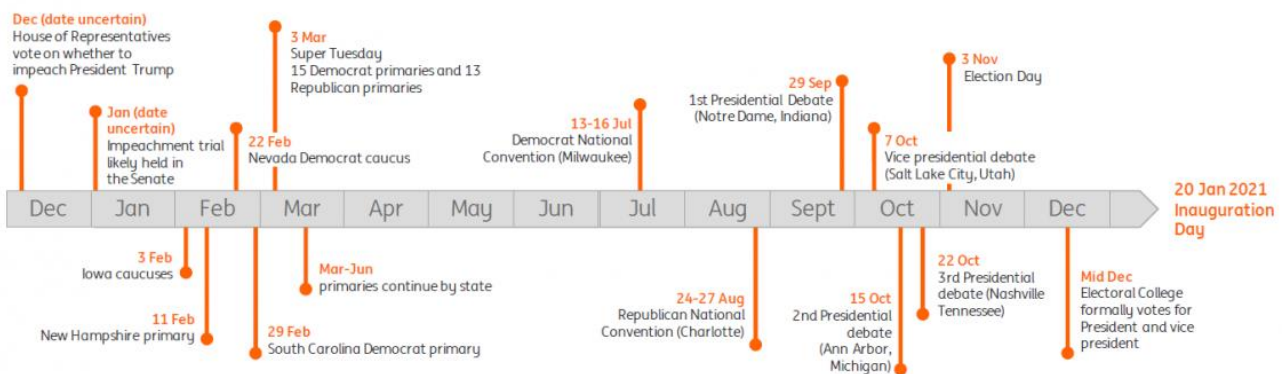 Dec (date uncertain)
House of Representatives
vote on whether to
impeach President Trump
Jan (date
uncertain)
Impeachment trial
likely held in
the Senate
22 Feb
Nevada Democrat caucus
3 Mar
Super Tuesday
15 Democrat primaries and 13
Republican primaries
13-16 Jul
Democrat National
Convention (Milwaukee)
29 Sep
1st Presidential Debate
(Notre Dame, Indiana)
7 Oct
Vice presidential debate
(Salt Lake City, Utah)
3 Nov
Election Day
Dec Jan Feb Mar Apr May Jun Jul Aug Sept Oct Nov Dec
20 Jan 2021
Inauguration
Day
3 Feb
Iowa caucuses
11 Feb
New Hampshire primary
29 Feb
South Carolina Democrat primary
Mar-Jun
primaries continue by state
24-27 Aug
Republican National
Convention (Charlotte)
15 Oct
2nd Presidential
debate
(Ann Arbor,
Michigan)
22 Oct
3rd Presidential
debate (Nashville
Tennessee)
Mid Dec
Electoral College
formally votes for
President and vice
president